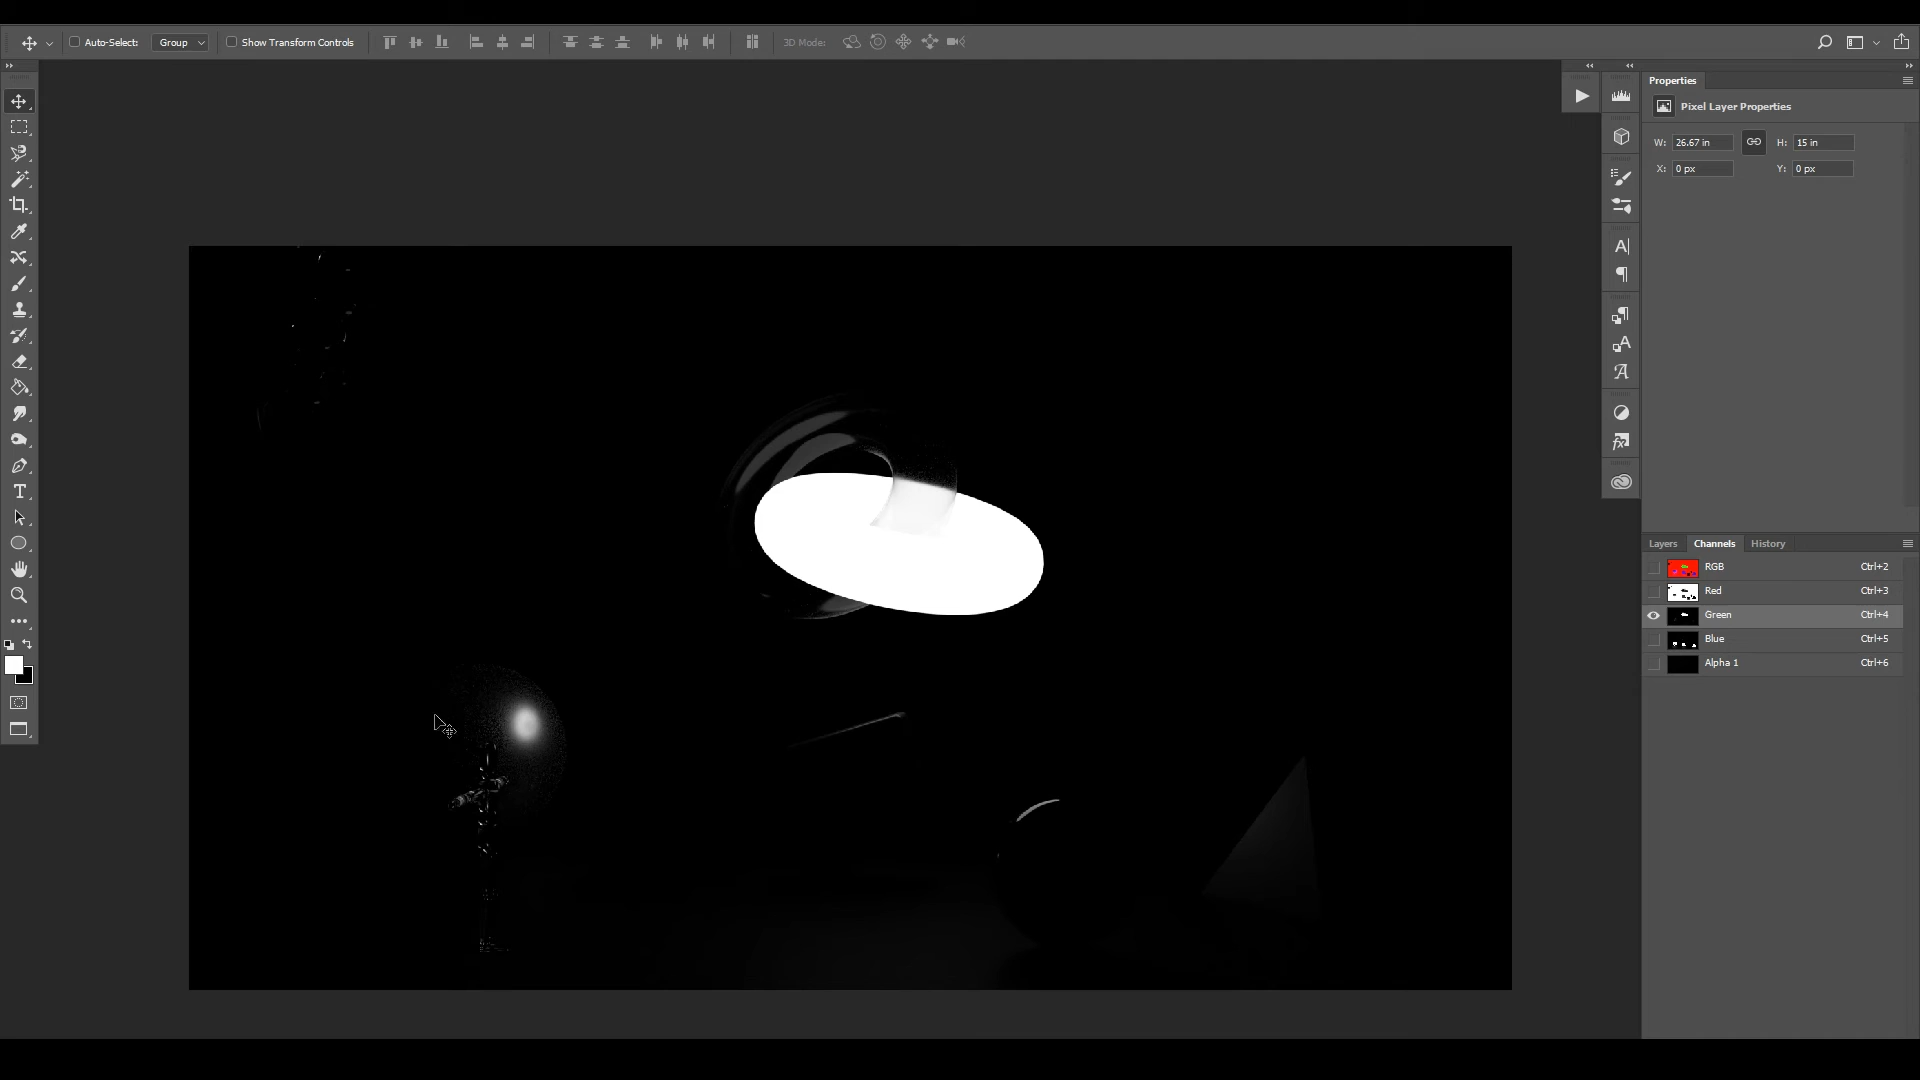 Auto-Select: Group Show Transform Controls 3D Mode:
Properties
Pixel Layer Properties
W: 26.67 in H: 15 in
X: 0 px Y: 0 px
Layers Channels History
RGB Ctrl+2
Red Ctrl+3
Green Ctrl+4
Blue Ctrl+5
Alpha 1 Ctrl+6